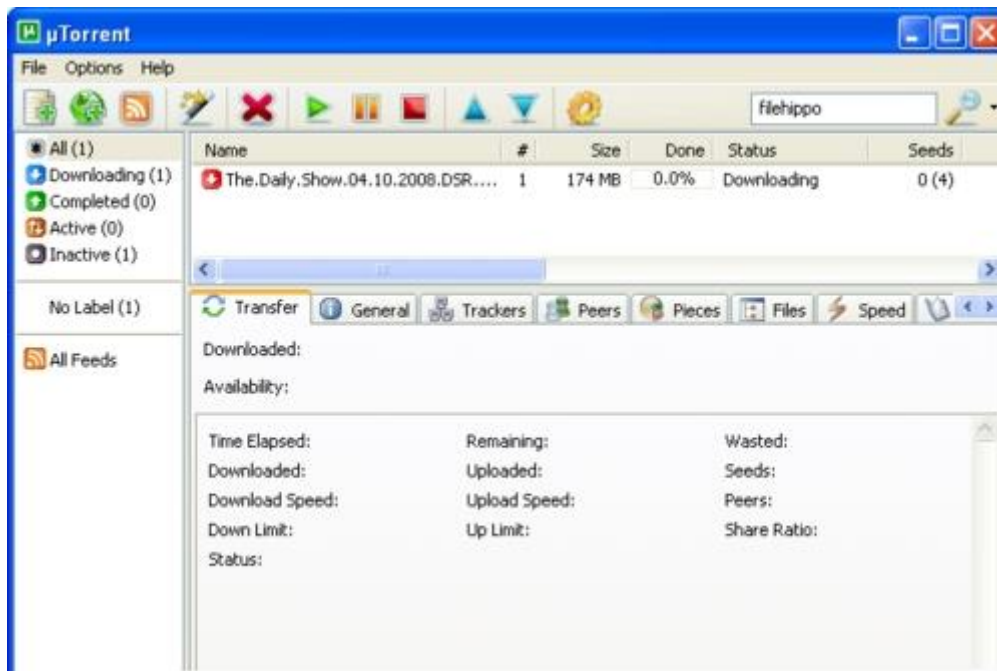 µTorrent
File Options Help
filehippo
All (1)
Downloading (1)
Completed (0)
Active (0)
Inactive (1)
No Label (1)
All Feeds
Name # Size Done Status Seeds
The.Daily.Show.04.10.2008.DSR.... 1 174 MB 0.0% Downloading 0 (4)
Transfer General Trackers Peers Pieces Files Speed
Downloaded:
Availability:
Time Elapsed: Remaining: Wasted:
Downloaded: Uploaded: Seeds:
Download Speed: Upload Speed: Peers:
Down Limit: Up Limit: Share Ratio:
Status: